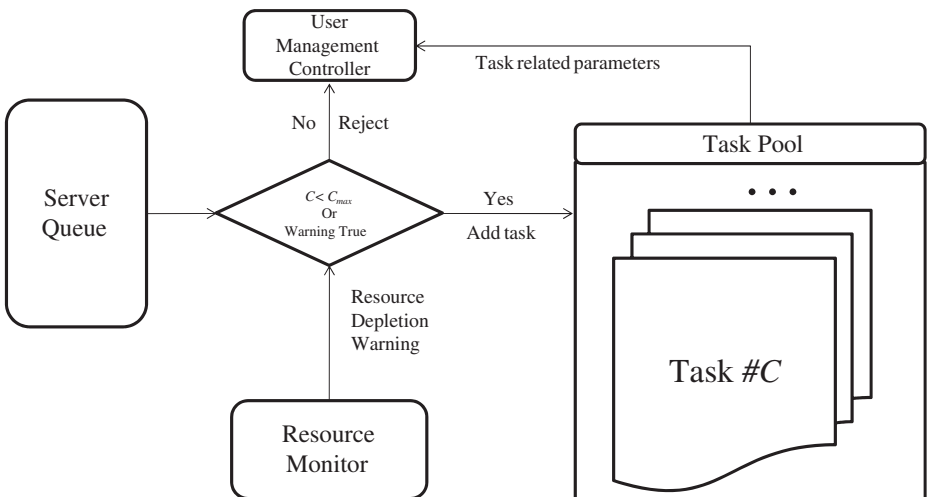 User
Management
Controller
Task related parameters
No Reject
Task Pool
Server
Queue
C< Cmax
Or
Warning True
Yes
Add task
• • •
Resource
Depletion
Warning
Task #C
Resource
Monitor